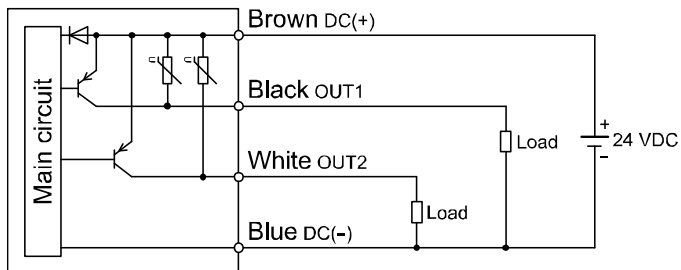 Brown DC(+)
Main circuit
U
U
Black OUT1
Load
+
24 VDC
−
White OUT2
Load
Blue DC(−)